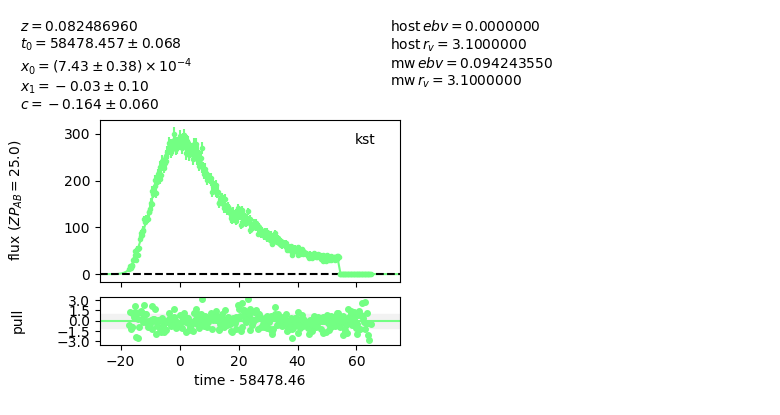 z = 0.082486960
t₀ = 58478.457 ± 0.068
x₀ = (7.43 ± 0.38) × 10⁻⁴
x₁ = − 0.03 ± 0.10
c = − 0.164 ± 0.060
host ebv = 0.0000000
host r_v = 3.1000000
mw ebv = 0.094243550
mw r_v = 3.1000000
kst
flux (ZP_AB = 25.0)
300
200
100
0
pull
3.0
1.5
0.0
−1.5
−3.0
−20 0 20 40 60
time - 58478.46